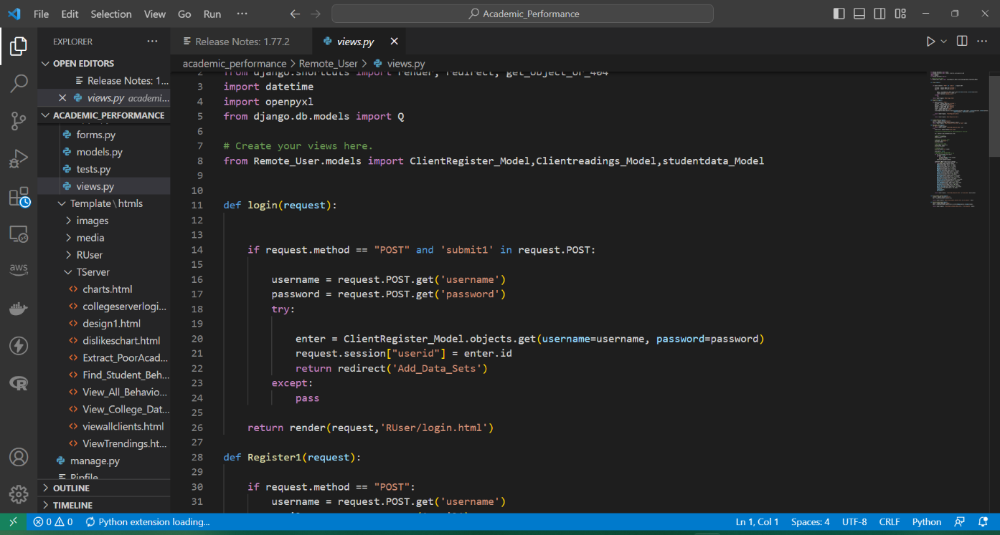 File Edit Selection View Go Run ···
Academic_Performance
EXPLORER ···
OPEN EDITORS
Release Notes: 1...
views.py academi...
ACADEMIC_PERFORMANCE
forms.py
models.py
tests.py
views.py
Template\htmls
images
media
RUser
TServer
charts.html
collegeserverlogi...
design1.html
dislikeschart.html
Extract_PoorAcad...
Find_Student_Beh...
View_All_Behavio...
View_College_Dat...
viewallclients.html
ViewTrendings.ht...
manage.py
Pipfile
OUTLINE
TIMELINE
aws
Release Notes: 1.77.2
views.py
academic_performance > Remote_User > views.py
2 from django.shortcuts import render, redirect, get_object_or_404
3 import datetime
4 import openpyxl
5 from django.db.models import Q
6
7 # Create your views here.
8 from Remote_User.models import ClientRegister_Model,Clientreadings_Model,studentdata_Model
9
10
11 def login(request):
12
13
14 if request.method == "POST" and 'submit1' in request.POST:
15
16 username = request.POST.get('username')
17 password = request.POST.get('password')
18 try:
19
20 enter = ClientRegister_Model.objects.get(username=username, password=password)
21 request.session["userid"] = enter.id
22 return redirect('Add_Data_Sets')
23 except:
24 pass
25
26 return render(request,'RUser/login.html')
27
28 def Register1(request):
29
30 if request.method == "POST":
31 username = request.POST.get('username')
0 0 Python extension loading...
Ln 1, Col 1 Spaces: 4 UTF-8 CRLF Python